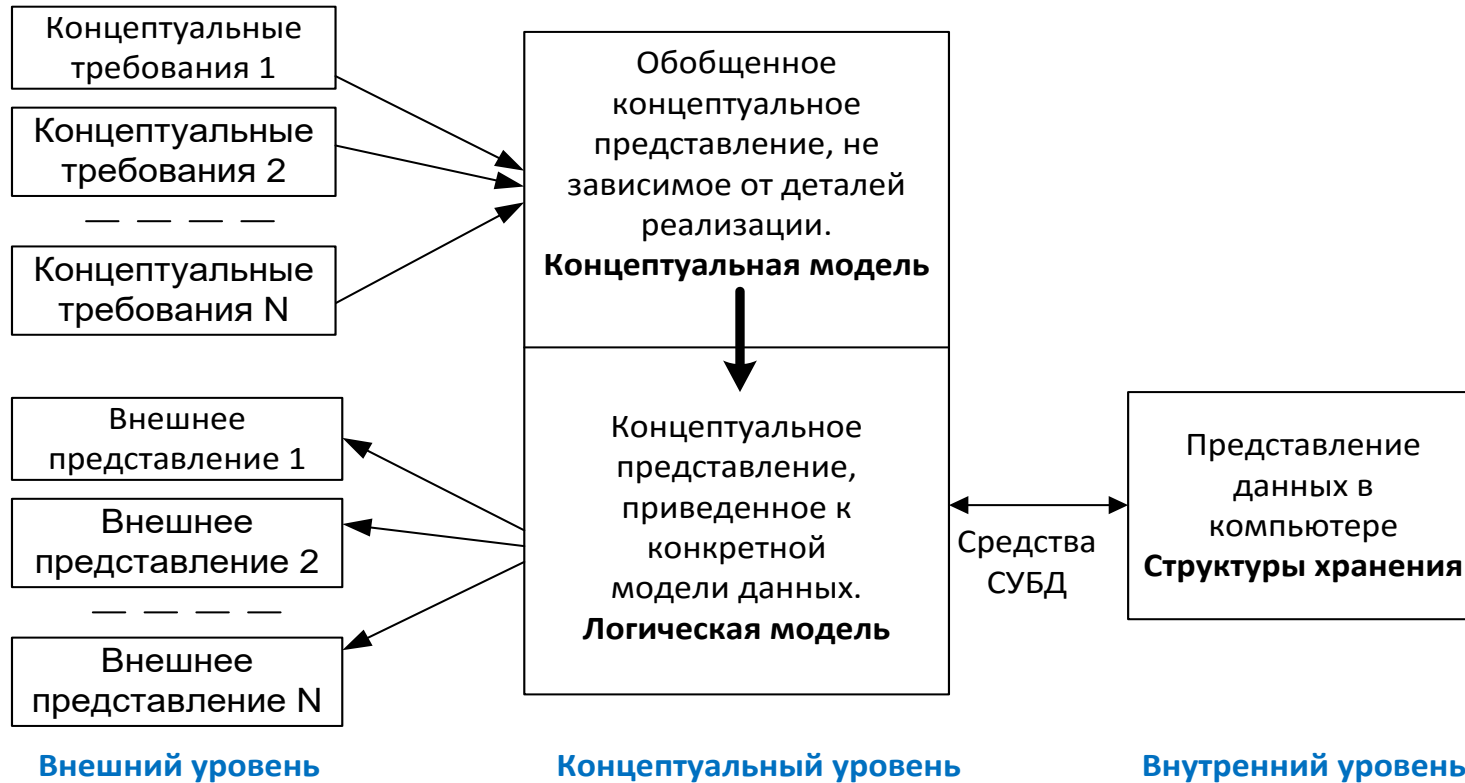 Концептуальные
требования 1
Концептуальные
требования 2
Концептуальные
требования N
Обобщенное
концептуальное
представление, не
зависимое от деталей
реализации.
Концептуальная модель
Внешнее
представление 1
Внешнее
представление 2
Внешнее
представление N
Концептуальное
представление,
приведенное к
конкретной
модели данных.
Логическая модель
Средства
СУБД
Представление
данных в
компьютере
Структуры хранения
Внешний уровень
Концептуальный уровень
Внутренний уровень